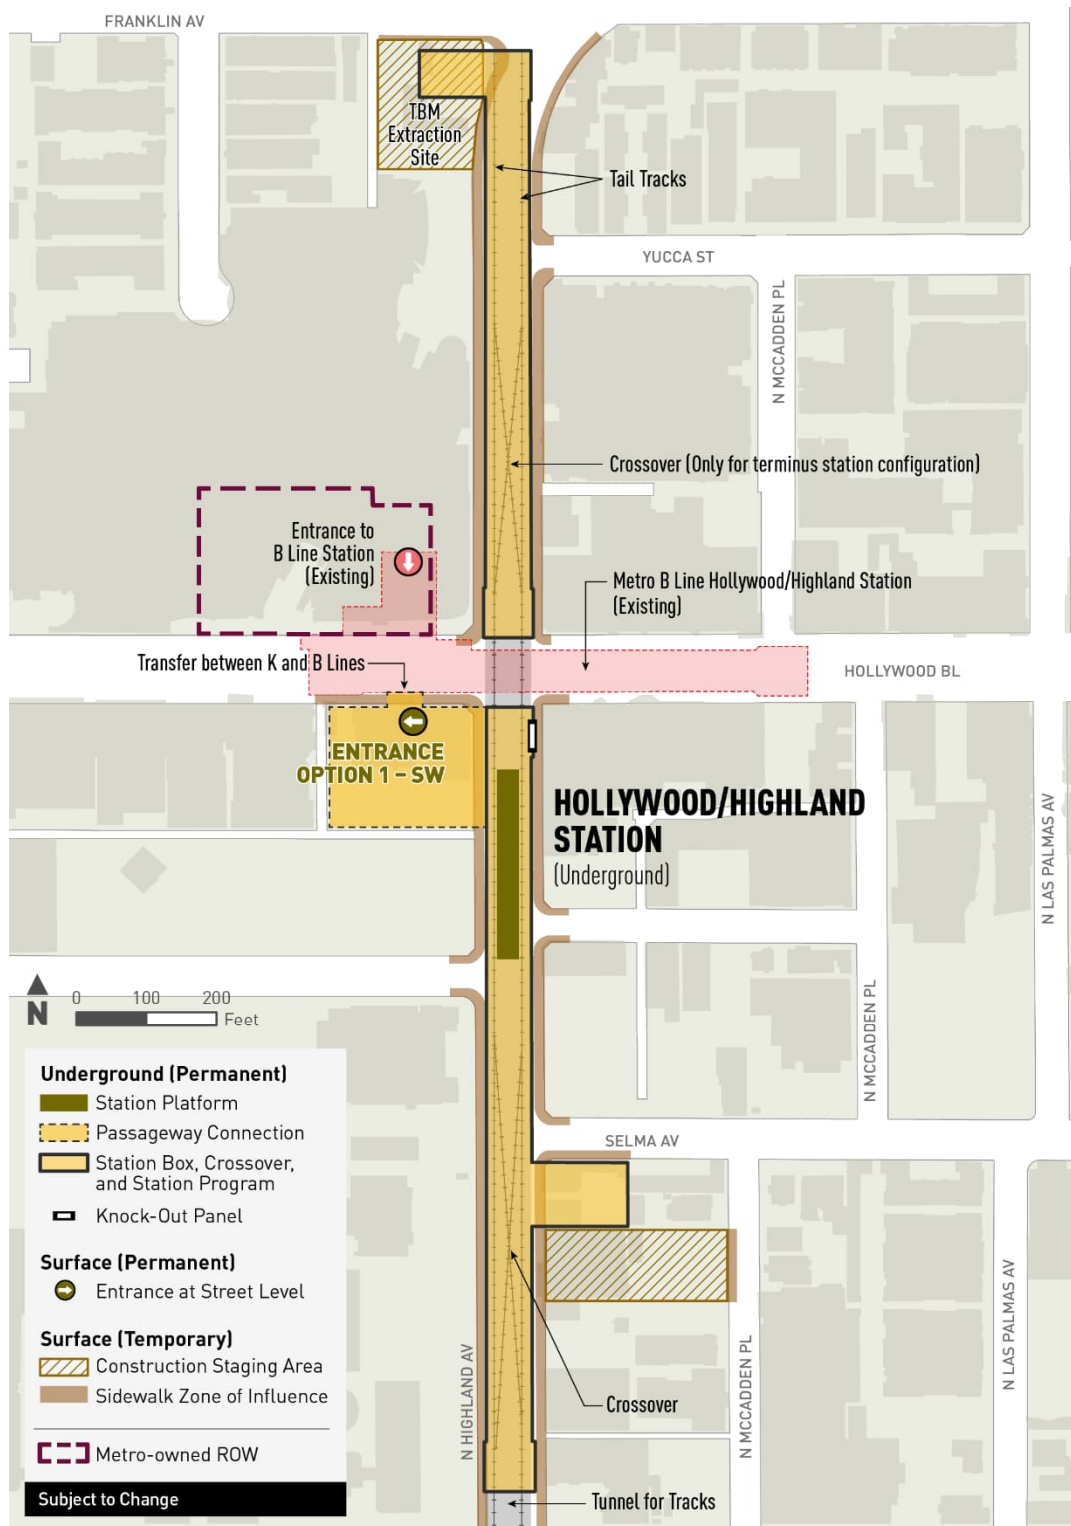 FRANKLIN AV
TBM
Extraction
Site
Tail Tracks
YUCCA ST
N MCCADDEN PL
Crossover (Only for terminus station configuration)
Entrance to
B Line Station
(Existing)
Metro B Line Hollywood/Highland Station
(Existing)
Transfer between K and B Lines
HOLLYWOOD BL
ENTRANCE
OPTION 1 – SW
HOLLYWOOD/HIGHLAND
STATION
(Underground)
N LAS PALMAS AV
N MCCADDEN PL
N
0 100 200
Feet
SELMA AV
Underground (Permanent)
Station Platform
Passageway Connection
Station Box, Crossover,
and Station Program
Knock-Out Panel
Surface (Permanent)
Entrance at Street Level
Surface (Temporary)
Construction Staging Area
Sidewalk Zone of Influence
Metro-owned ROW
Subject to Change
N HIGHLAND AV
N MCCADDEN PL
N LAS PALMAS AV
Crossover
Tunnel for Tracks